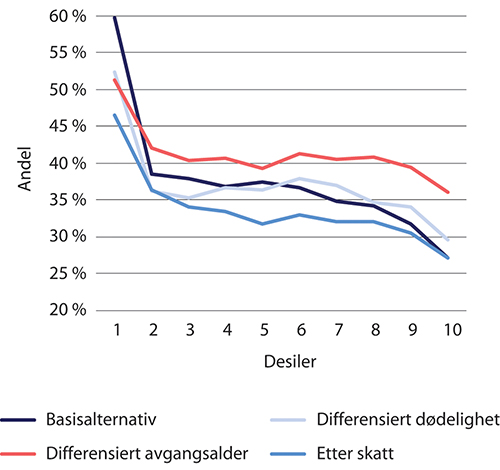 60 %
55 %
50 %
45 %
40 %
35 %
30 %
25 %
20 %
Andel
1 2 3 4 5 6 7 8 9 10
Desiler
Basisalternativ Differensiert dødelighet
Differensiert avgangsalder Etter skatt